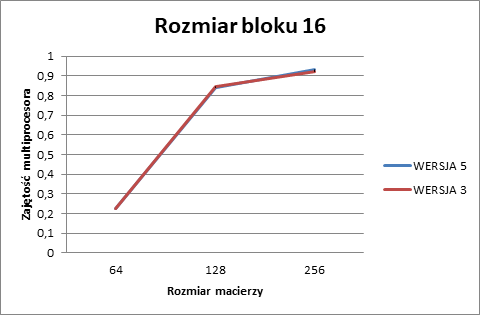 Rozmiar bloku 16
1
0,9
0,8
0,7
0,6
0,5
0,4
0,3
0,2
0,1
0
Zajętość multiprocesora
64 128 256
Rozmiar macierzy
WERSJA 5
WERSJA 3